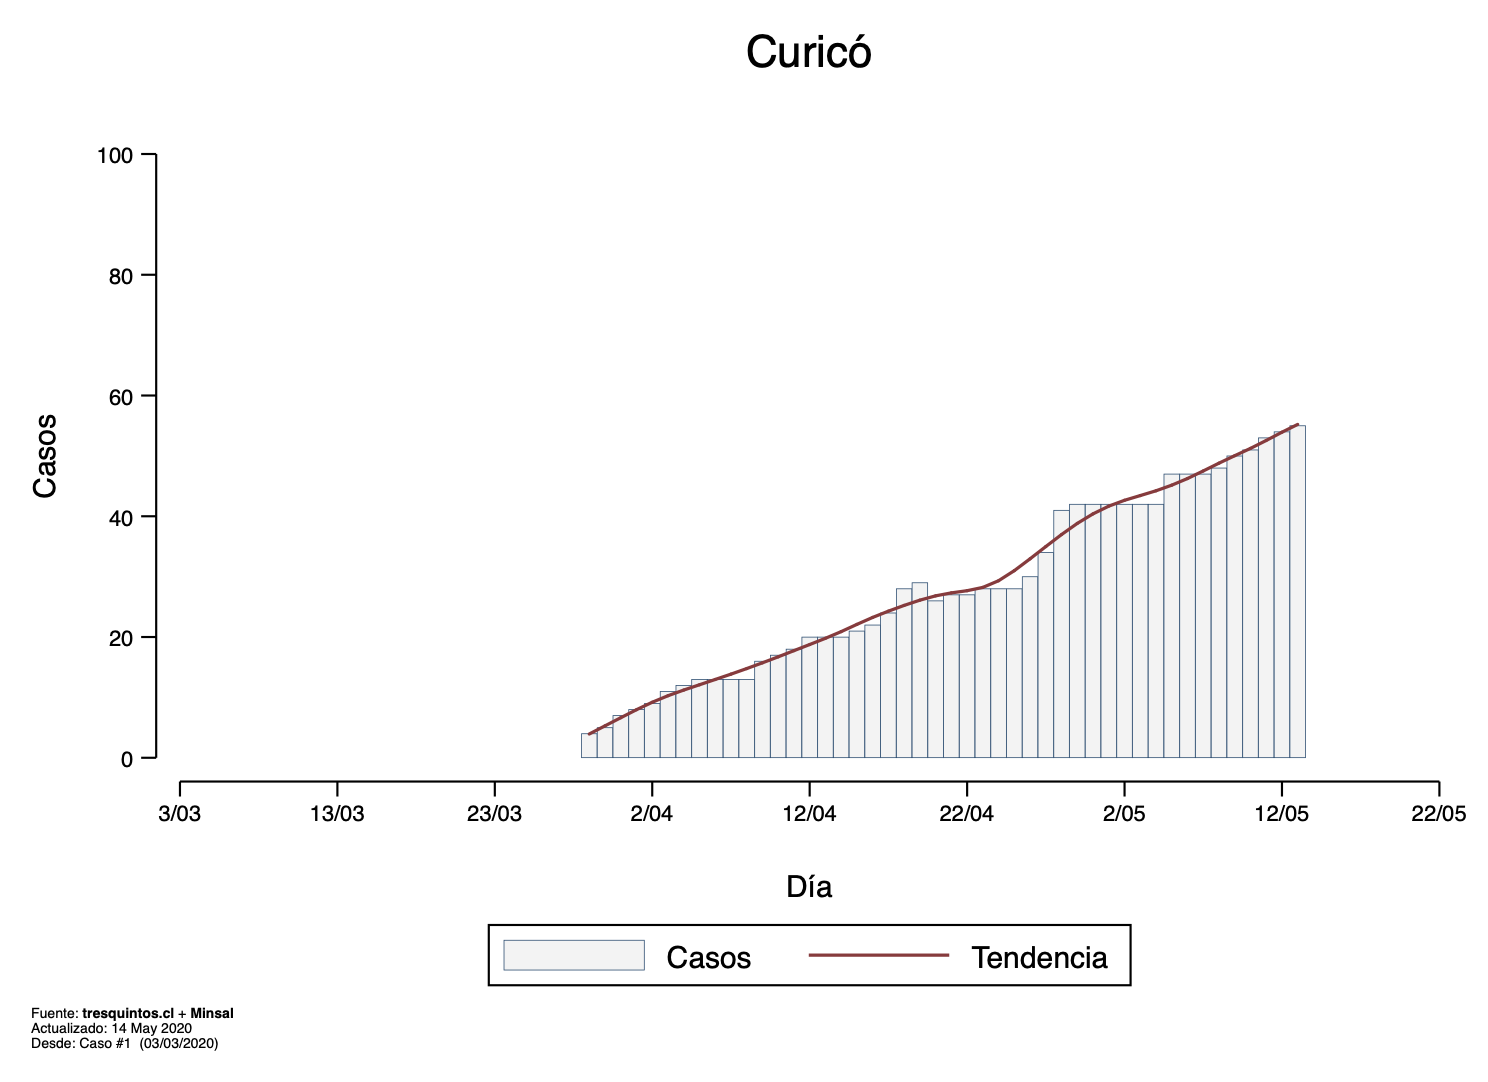 Curicó
100
80
60
40
20
0
Casos
3/03 13/03 23/03 2/04 12/04 22/04 2/05 12/05 22/05
Día
Casos Tendencia
Fuente: tresquintos.cl + Minsal
Actualizado: 14 May 2020
Desde: Caso #1 (03/03/2020)